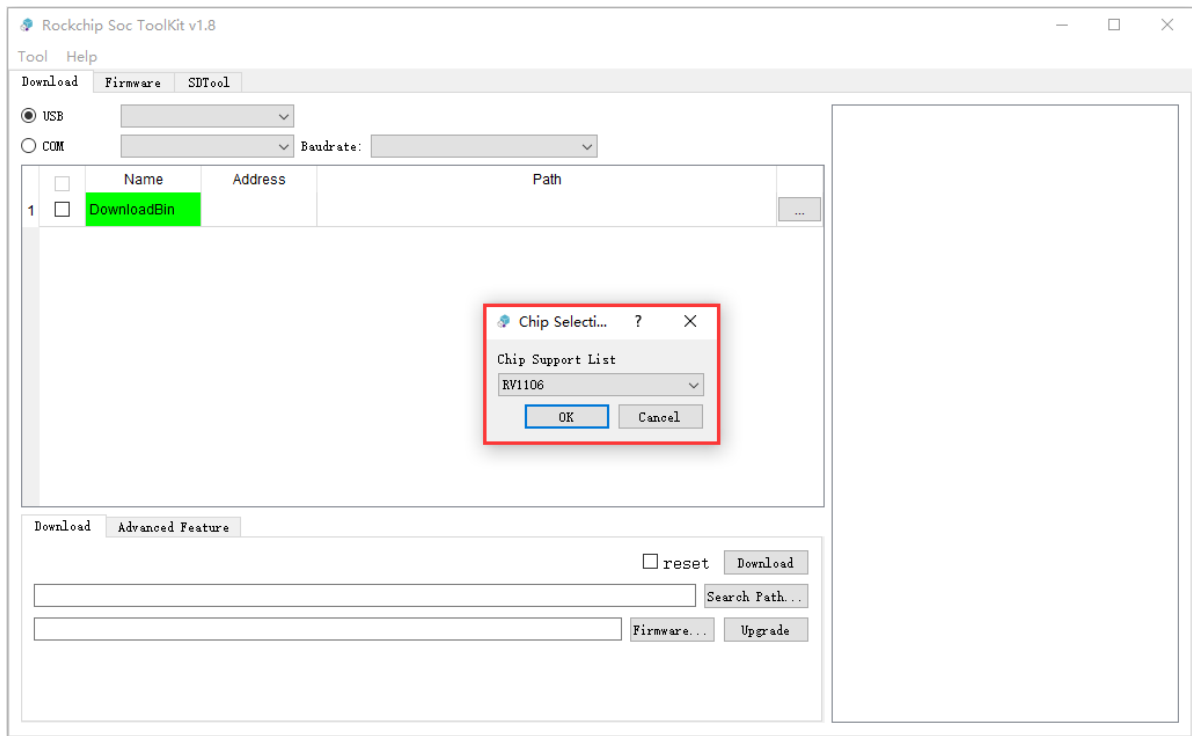 Rockchip Soc ToolKit v1.8
Tool Help
Download Firmware SDTool
USB
COM Baudrate:
Name Address Path
1 DownloadBin ...
Chip Selecti... ?
Chip Support List
RV1106
OK Cancel
Download Advanced Feature
reset Download
Search Path...
Firmware... Upgrade